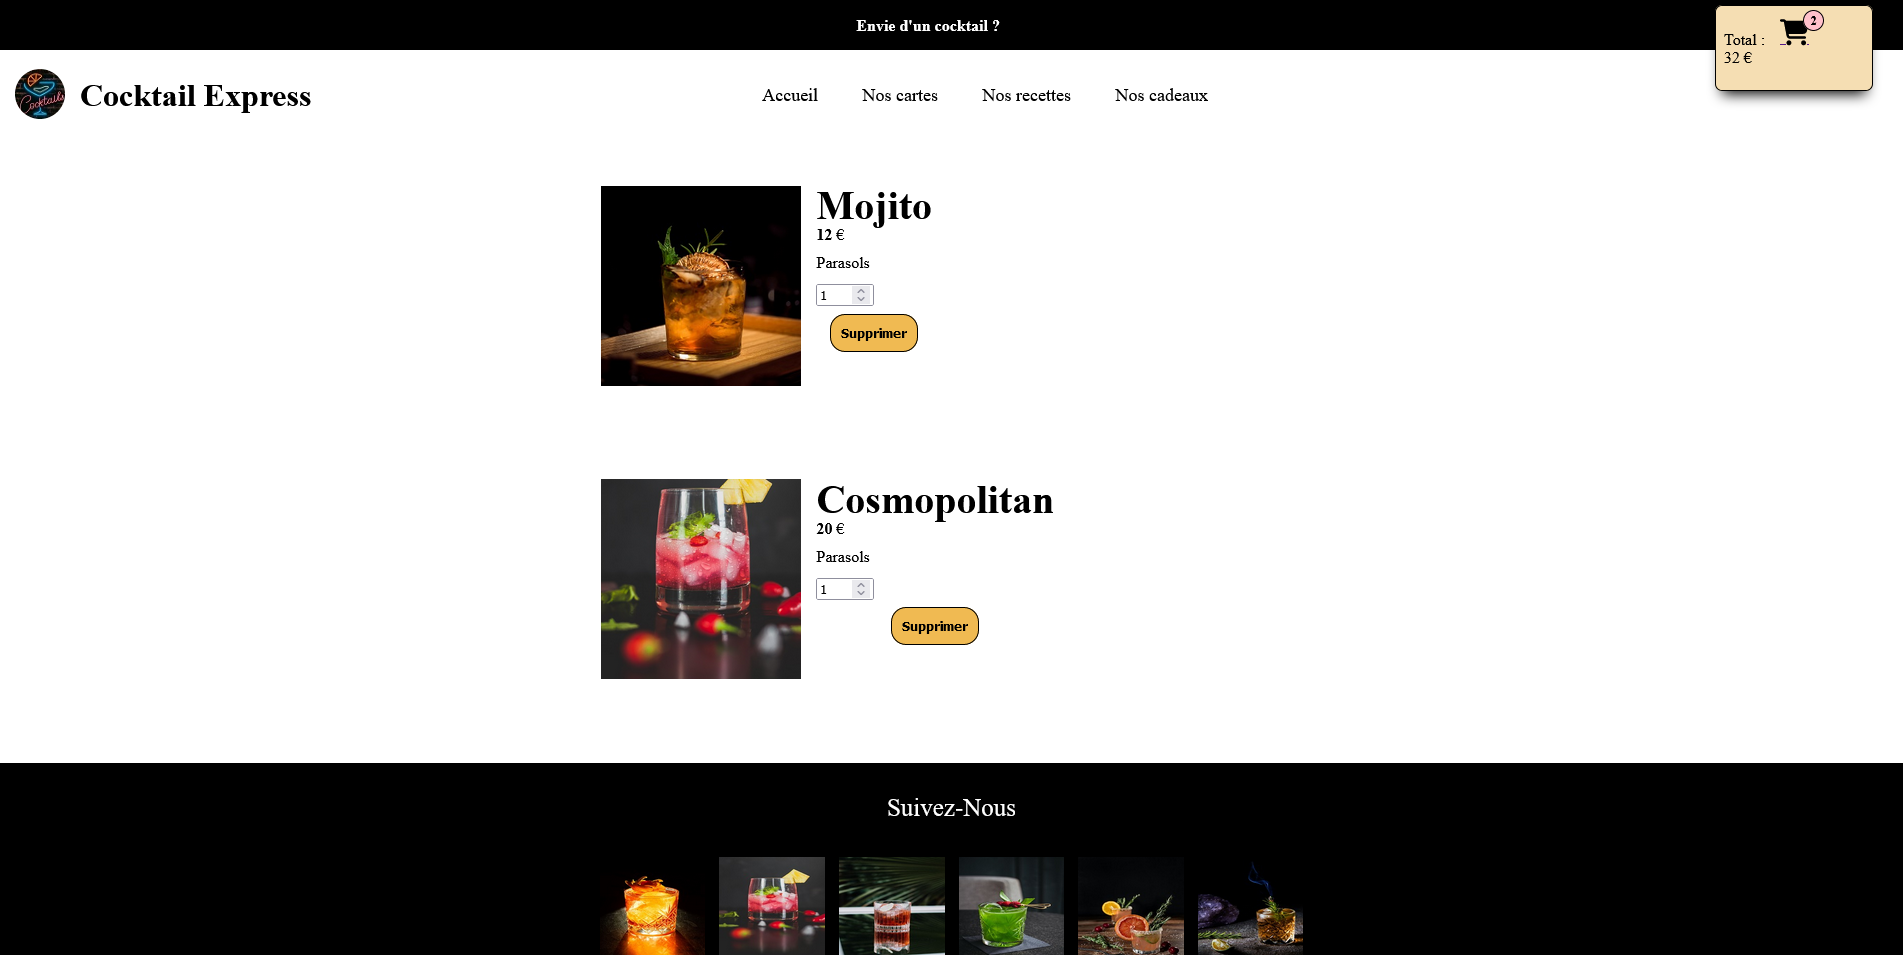 Envie d'un cocktail ?
2
Total :
32 €
Cocktails
Cocktail Express
Accueil
Nos cartes
Nos recettes
Nos cadeaux
Mojito
12 €
Parasols
1
Supprimer
Cosmopolitan
20 €
Parasols
1
Supprimer
Suivez-Nous